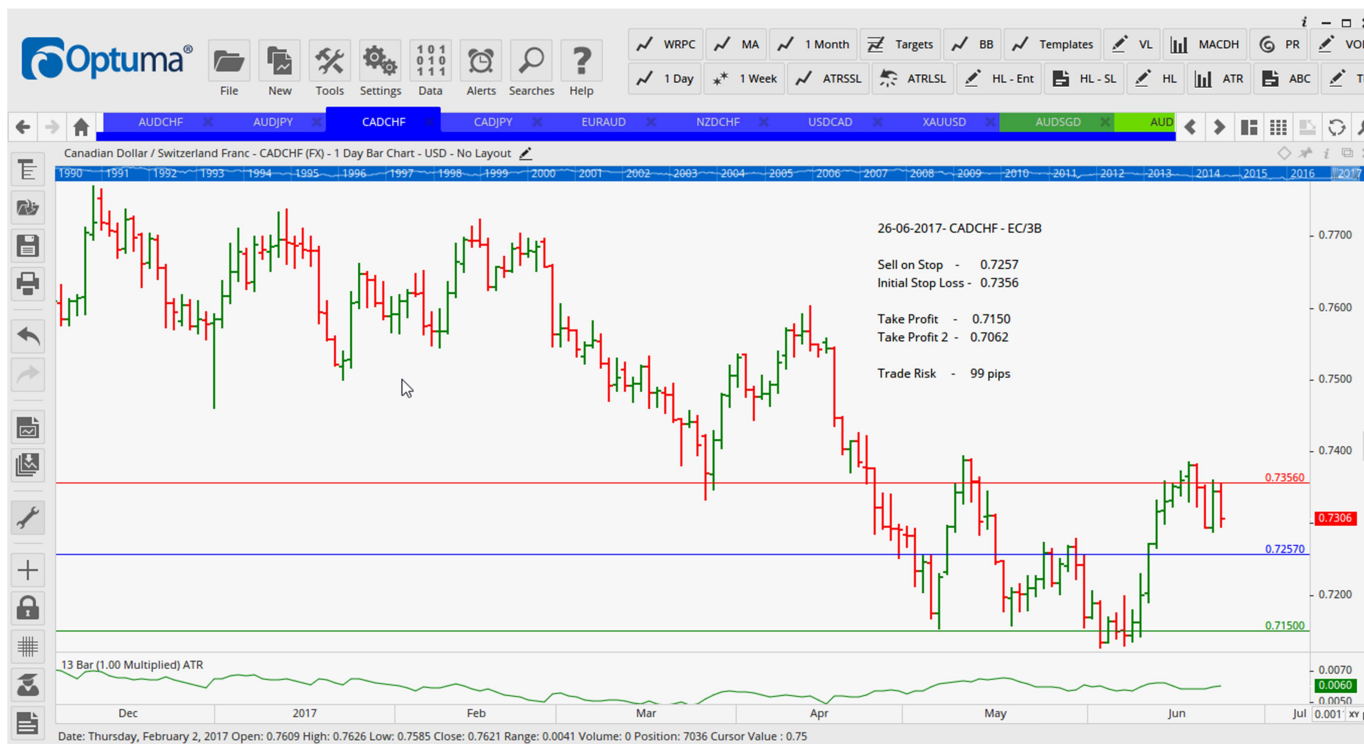 Optuma®
File
New
Tools
Settings
101 010 111
Data
Alerts
Searches
?
Help
i
WRPC
MA
1 Month
Targets
BB
Templates
VL
MACDH
PR
1 Day
1 Week
ATRSSL
ATRLSL
HL - Ent
HL - SL
HL
ATR
ABC
AUDCHF
AUDJPY
CADCHF
CADJPY
EURAUD
NZDCHF
USDCAD
XAUUSD
AUDSGD
AUD
Canadian Dollar / Switzerland Franc - CADCHF (FX) - 1 Day Bar Chart - USD - No Layout
1990 1991 1992 1993 1994 1995 1996 1997 1998 1999 2000 2001 2002 2003 2004 2005 2006 2007 2008 2009 2010 2011 2012 2013 2014 2015 2016 2017
26-06-2017- CADCHF - EC/3B
Sell on Stop - 0.7257
Initial Stop Loss - 0.7356
Take Profit - 0.7150
Take Profit 2 - 0.7062
Trade Risk - 99 pips
0.7700
0.7600
0.7500
0.7400
0.73560
0.7306
0.72570
0.7200
0.71500
13 Bar (1.00 Multiplied) ATR
0.0070
0.0060
0.0050
Dec 2017 Feb Mar Apr May Jun Jul
0.001 XY
Date: Thursday, February 2, 2017 Open: 0.7609 High: 0.7626 Low: 0.7585 Close: 0.7621 Range: 0.0041 Volume: 0 Position: 7036 Cursor Value : 0.75